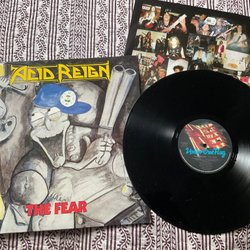 ACID REIGN
THE FEAR